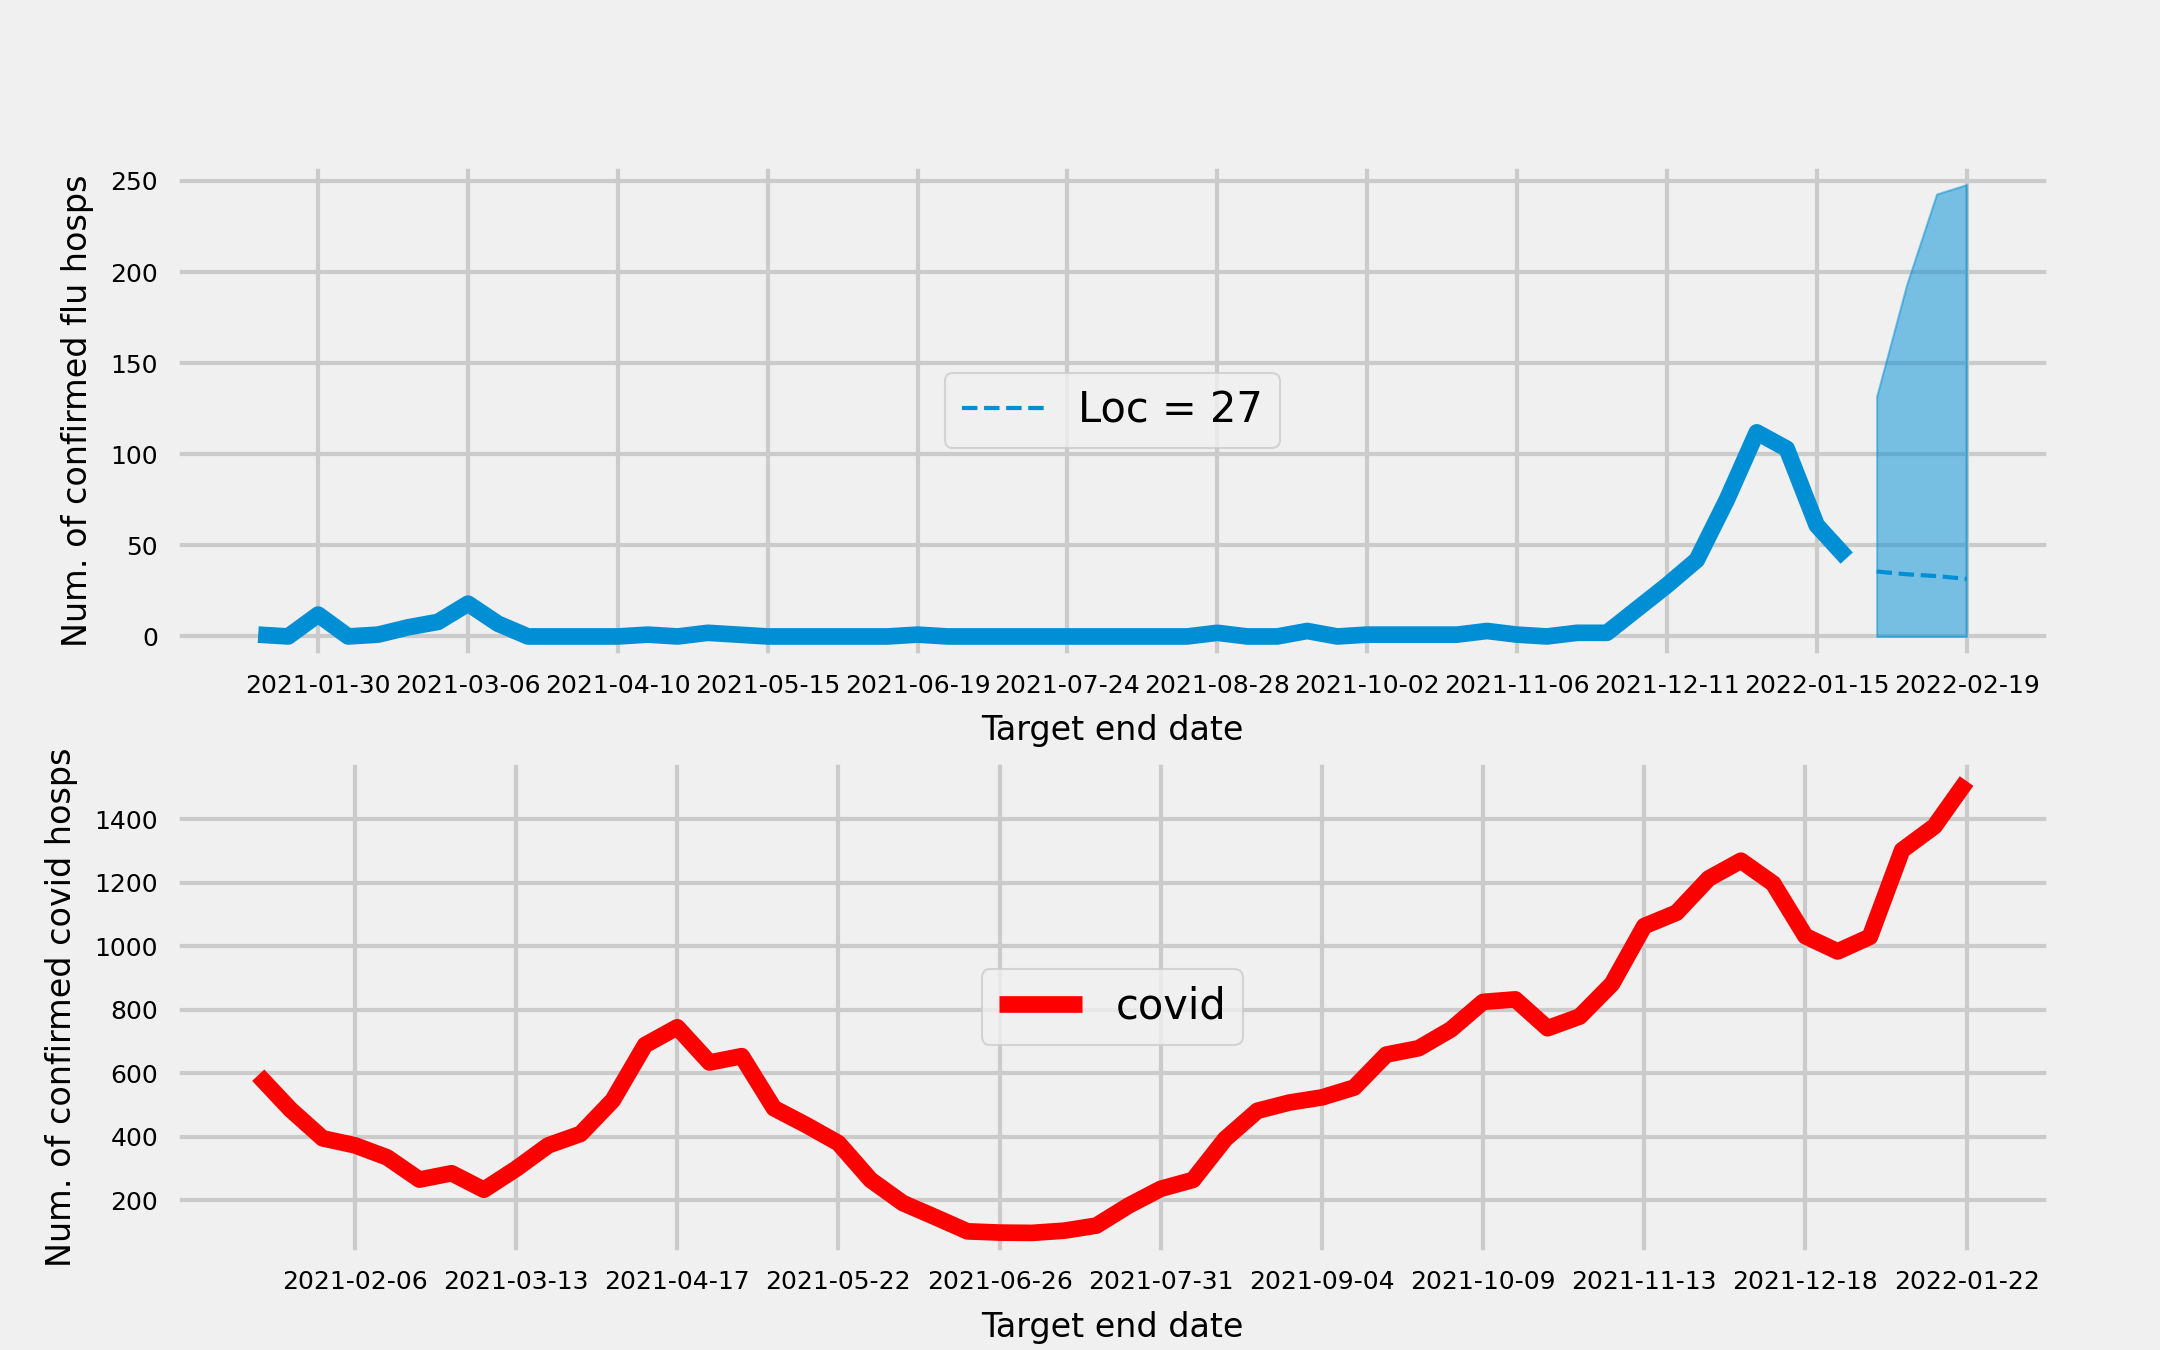 Num. of confirmed flu hosps
250
200
150
100
50
0
Loc = 27
2021-01-30 2021-03-06 2021-04-10 2021-05-15 2021-06-19 2021-07-24 2021-08-28 2021-10-02 2021-11-06 2021-12-11 2022-01-15 2022-02-19
Target end date
Num. of confirmed covid hosps
1400
1200
1000
800
600
400
200
covid
2021-02-06 2021-03-13 2021-04-17 2021-05-22 2021-06-26 2021-07-31 2021-09-04 2021-10-09 2021-11-13 2021-12-18 2022-01-22
Target end date